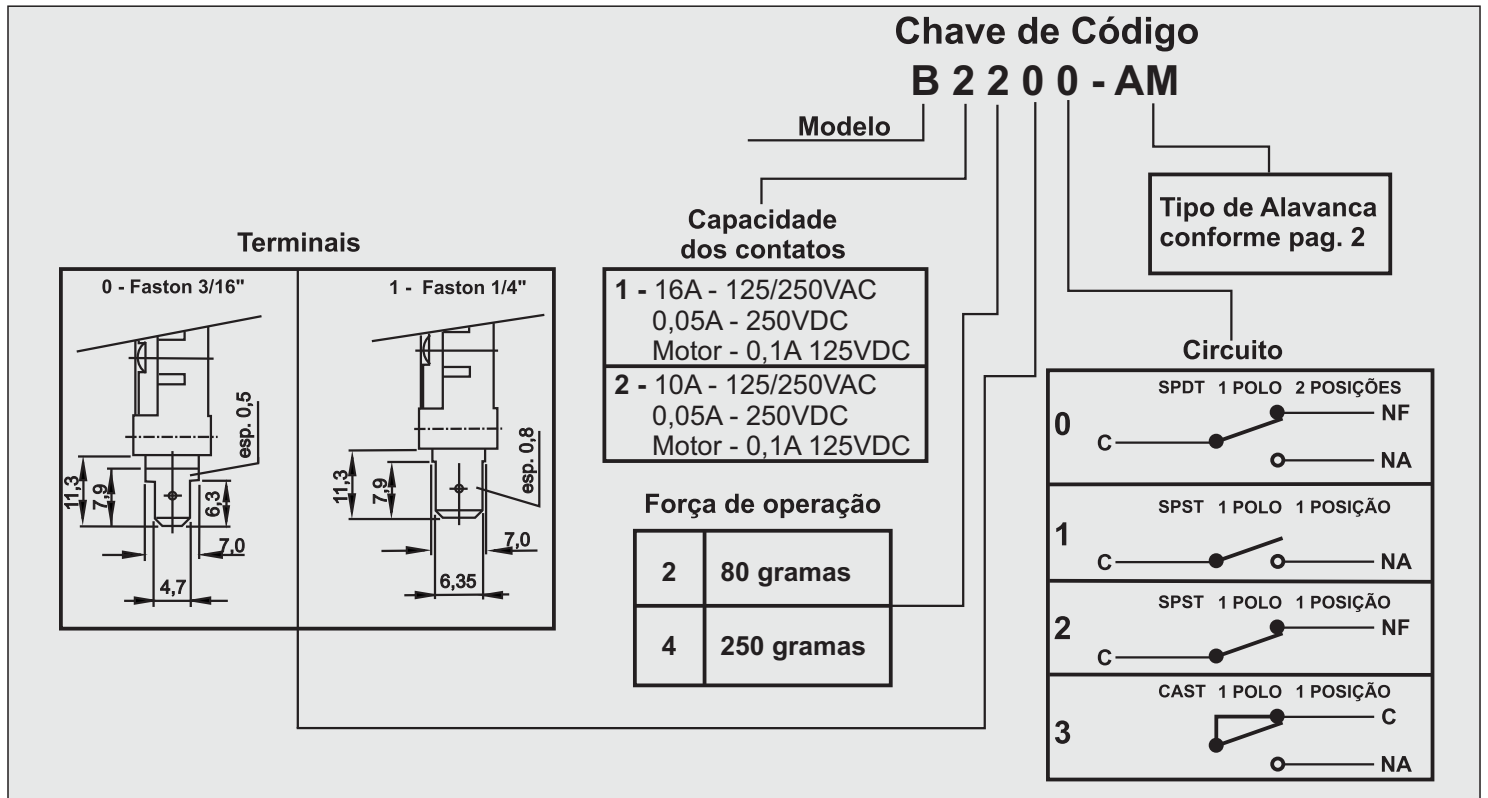 Chave de Código
B 2 2 0 0 - AM
Modelo
Tipo de Alavanca
conforme pag. 2
Terminais
0 - Faston 3/16"
esp. 0,5
11,3
7,9
6,3
7,0
4,7
1 - Faston 1/4"
esp. 0,8
11,3
7,9
7,0
6,35
Capacidade
dos contatos
1 - 16A - 125/250VAC
0,05A - 250VDC
Motor - 0,1A 125VDC
2 - 10A - 125/250VAC
0,05A - 250VDC
Motor - 0,1A 125VDC
Força de operação
2 80 gramas
4 250 gramas
Circuito
SPDT 1 POLO 2 POSIÇÕES
NF
0
C
NA
SPST 1 POLO 1 POSIÇÃO
1
C
NA
SPST 1 POLO 1 POSIÇÃO
NF
2
C
CAST 1 POLO 1 POSIÇÃO
C
3
NA